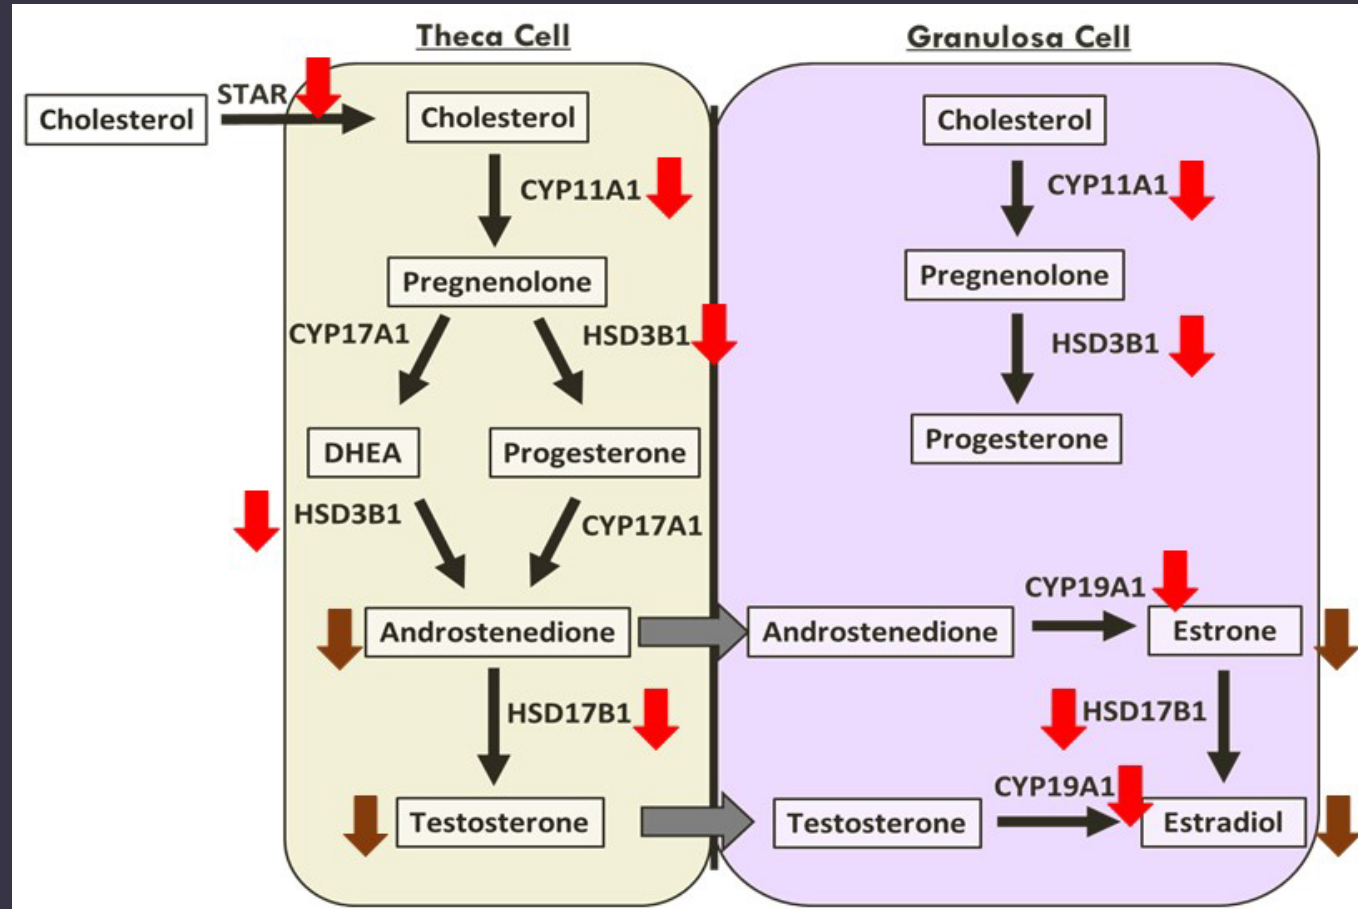 Theca Cell
Granulosa Cell
STAR
Cholesterol
Cholesterol
Cholesterol
CYP11A1
CYP11A1
Pregnenolone
Pregnenolone
CYP17A1
HSD3B1
HSD3B1
DHEA
Progesterone
Progesterone
HSD3B1
CYP17A1
CYP19A1
Androstenedione
Androstenedione
Estrone
HSD17B1
HSD17B1
CYP19A1
Testosterone
Testosterone
Estradiol